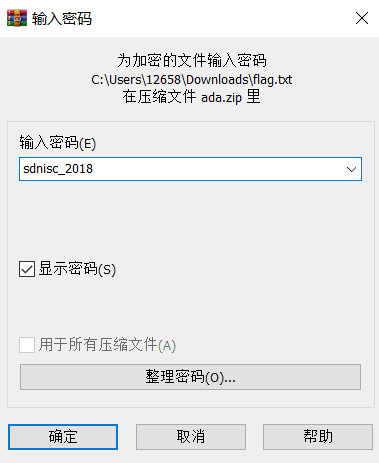 输入密码
为加密的文件输入密码
C:\Users\12658\Downloads\flag.txt
在压缩文件 ada.zip 里
输入密码(E)
sdnisc_2018
显示密码(S)
用于所有压缩文件(A)
整理密码(O)...
确定
取消
帮助